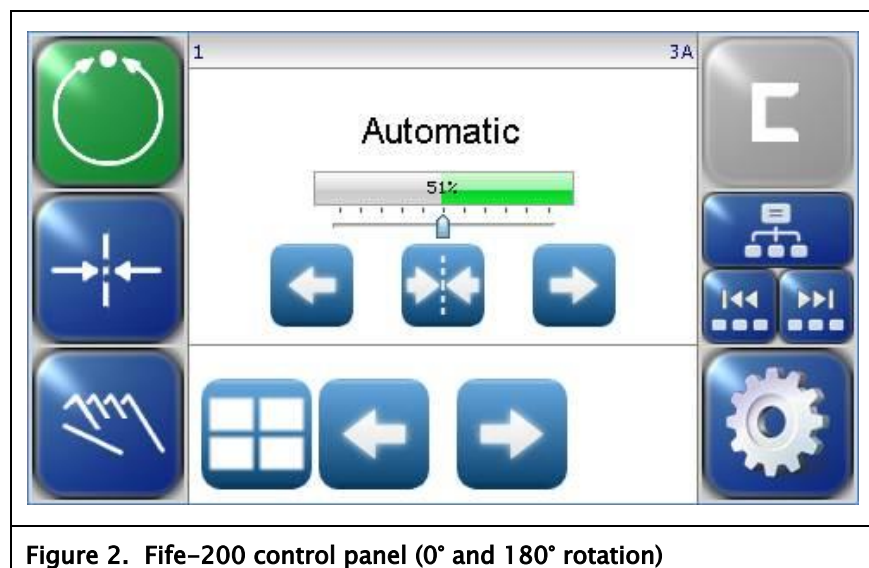 1 3A
Automatic
51%
Figure 2. Fife-200 control panel (0° and 180° rotation)